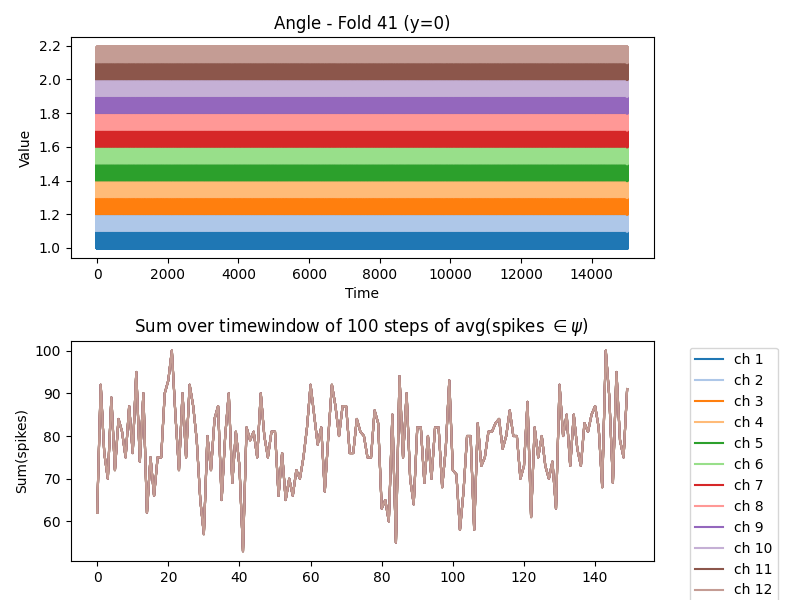 Angle - Fold 41 (y=0)
2.2
2.0
1.8
1.6
1.4
1.2
1.0
Value
0 2000 4000 6000 8000 10000 12000 14000
Time
Sum over timewindow of 100 steps of avg(spikes ∈ ψ)
100
90
80
70
60
Sum(spikes)
0 20 40 60 80 100 120 140
ch 1
ch 2
ch 3
ch 4
ch 5
ch 6
ch 7
ch 8
ch 9
ch 10
ch 11
ch 12